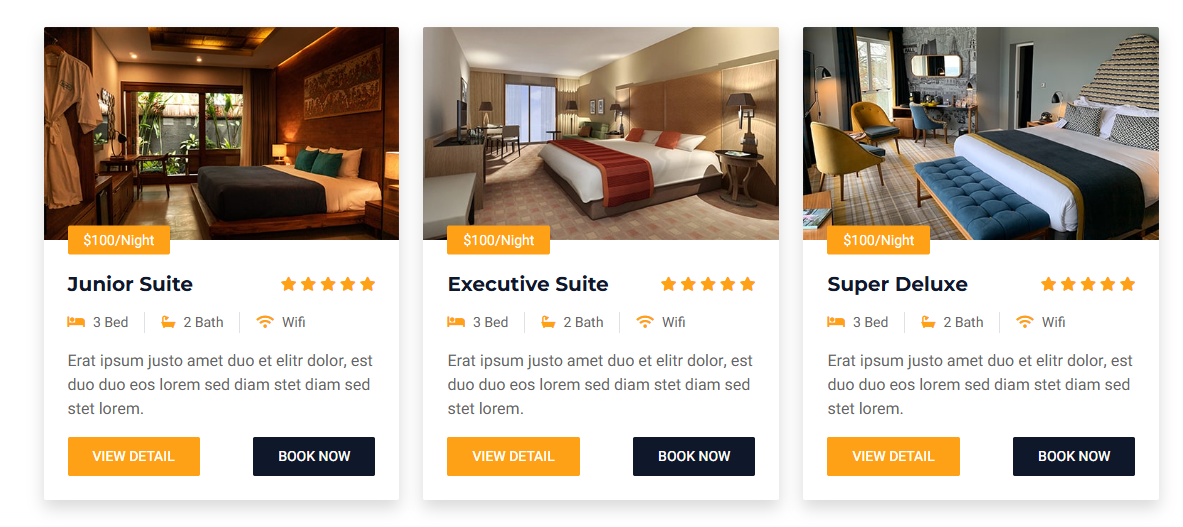 $100/Night
Junior Suite
3 Bed
2 Bath
Wifi
Erat ipsum justo amet duo et elitr dolor, est
duo duo eos lorem sed diam stet diam sed
stet lorem.
VIEW DETAIL
BOOK NOW
$100/Night
Executive Suite
3 Bed
2 Bath
Wifi
Erat ipsum justo amet duo et elitr dolor, est
duo duo eos lorem sed diam stet diam sed
stet lorem.
VIEW DETAIL
BOOK NOW
$100/Night
Super Deluxe
3 Bed
2 Bath
Wifi
Erat ipsum justo amet duo et elitr dolor, est
duo duo eos lorem sed diam stet diam sed
stet lorem.
VIEW DETAIL
BOOK NOW